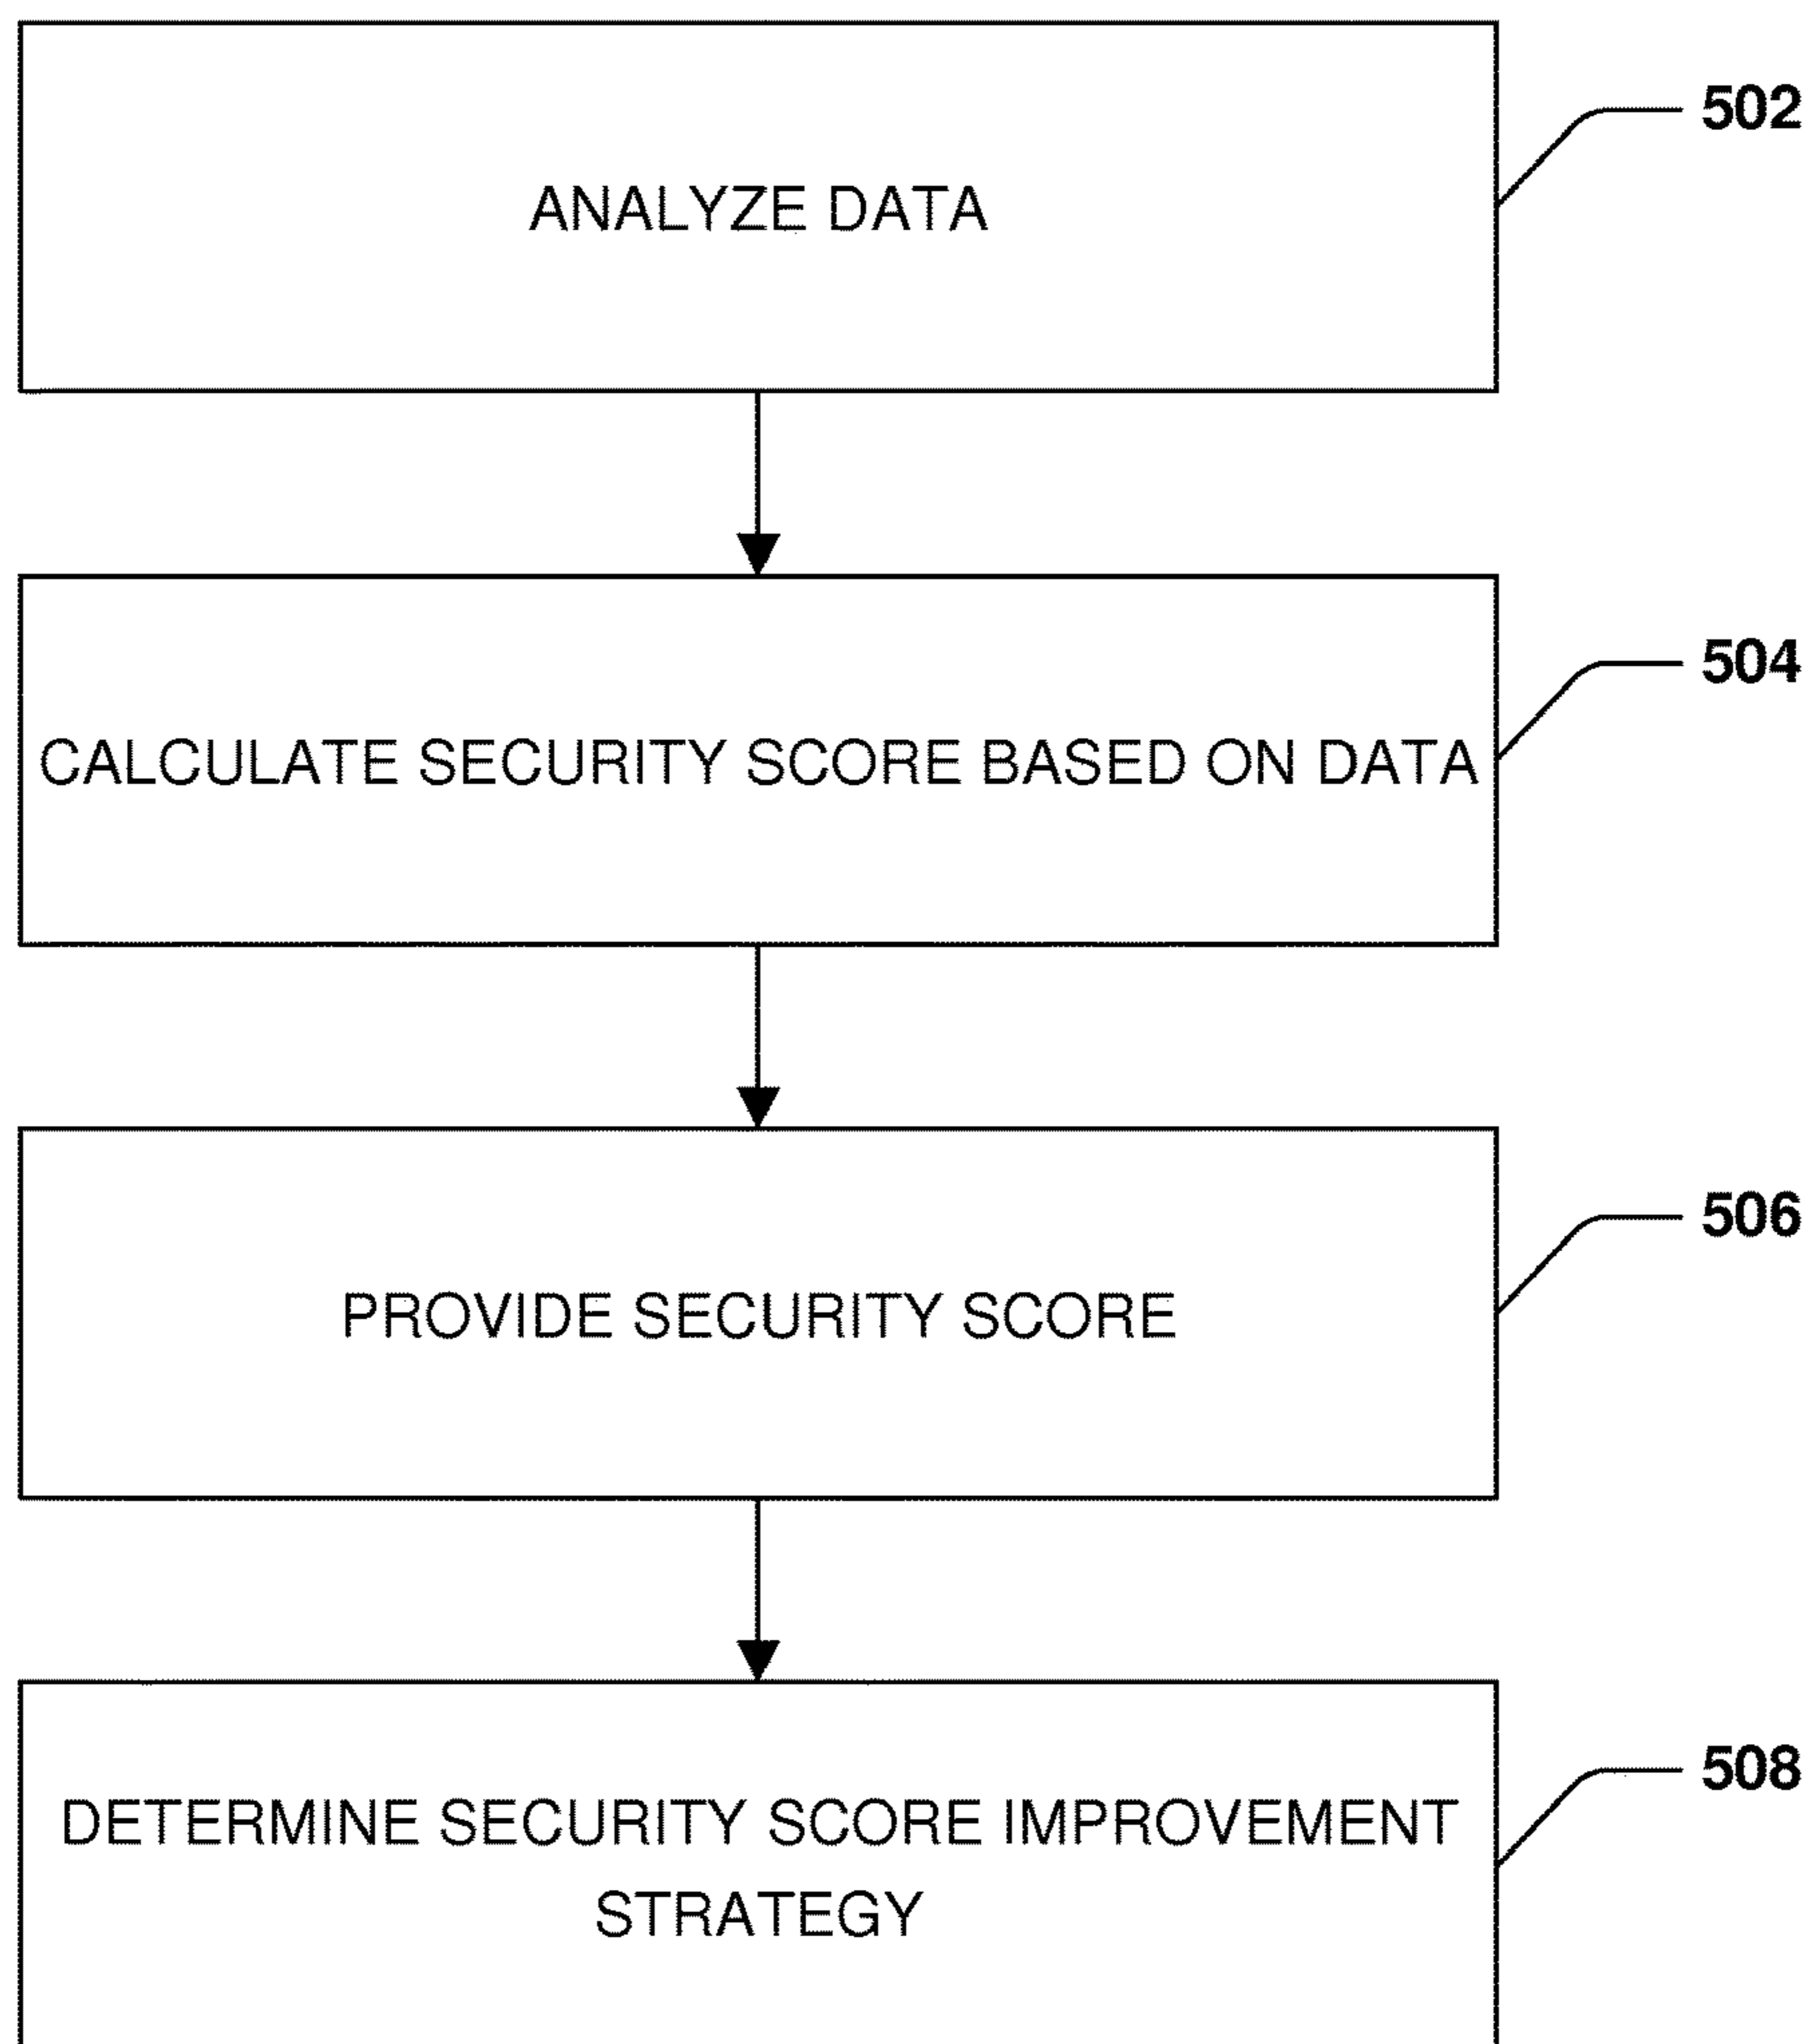 502
ANALYZE DATA
504
CALCULATE SECURITY SCORE BASED ON DATA
506
PROVIDE SECURITY SCORE
508
DETERMINE SECURITY SCORE IMPROVEMENT
STRATEGY